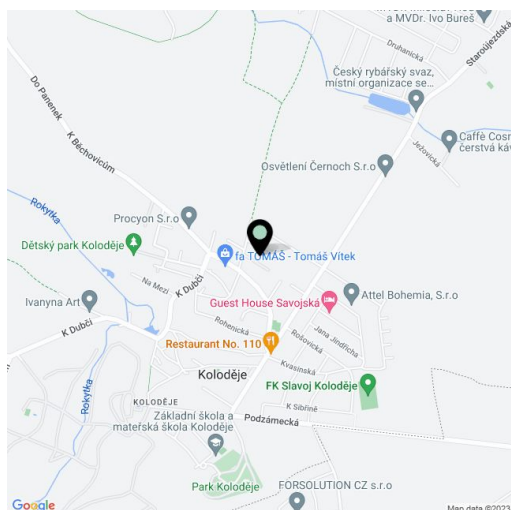 a MVDr. Ivo Bureš
Druhanická
Staroújezdská
Český rybářský svaz,
místní organizace se...
Do Panenek
Ježovická
Caffè Cosm
čerstvá káv
K Běchovicům
Osvětlení Černoch S.r.o
Rokytka
Procyon S.r.o
Dětský park Koloděje
fa TOMÁŠ - Tomáš Vítek
Na Mezi
K Dubči
Attel Bohemia, S.r.o
Guest House Savojská
Ivanyna Art
K Dubči
Rohenická
Rošovická
Jana Jindřicha
Restaurant No. 110
Kvasinská
Koloděje
FK Slavoj Koloděje
Rokytka
KOLODĚJE
K Sibřině
Základní škola a
mateřská škola Koloděje
Podzámecká
Park Koloděje
FORSOLUTION CZ s.r.o
Google
Map data ©2023